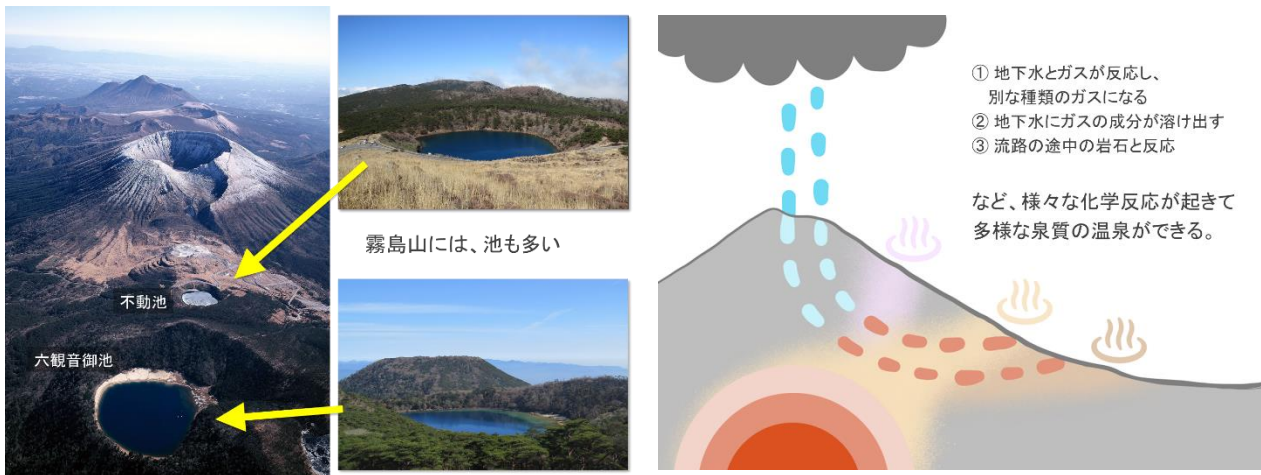 霧島山には、池も多い
不動池
六観音御池
① 地下水とガスが反応し、
別な種類のガスになる
② 地下水にガスの成分が溶け出す
③ 流路の途中の岩石と反応
など、様々な化学反応が起きて
多様な泉質の温泉ができる。